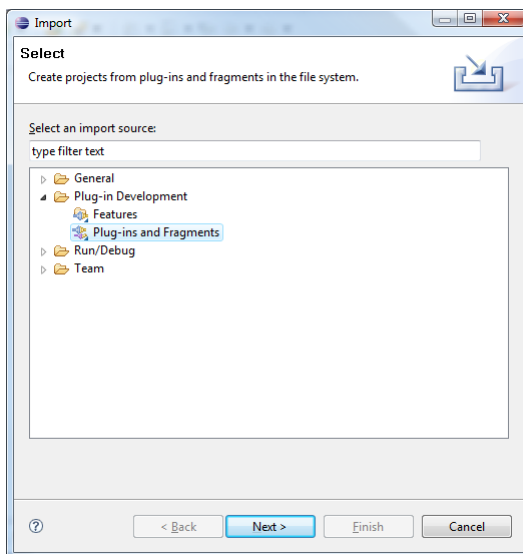 Import
Select
Create projects from plug-ins and fragments in the file system.
Select an import source:
type filter text
General
Plug-in Development
Features
Plug-ins and Fragments
Run/Debug
Team
? < Back Next > Finish Cancel